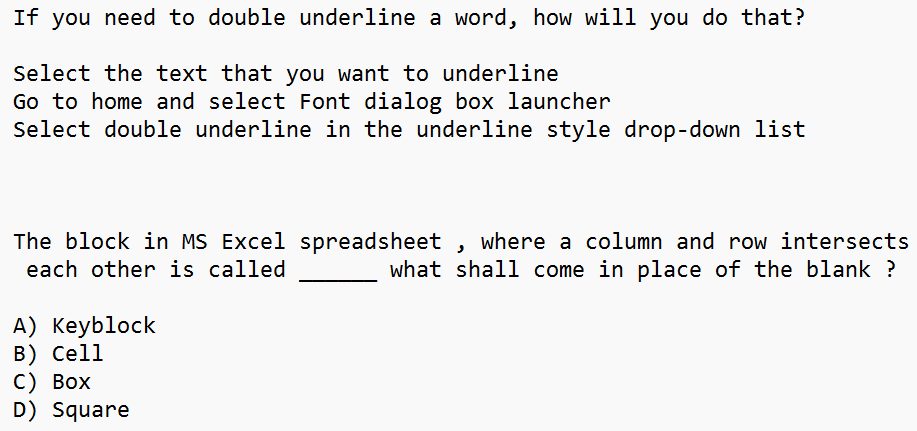 If you need to double underline a word, how will you do that?
Select the text that you want to underline
Go to home and select Font dialog box launcher
Select double underline in the underline style drop-down list
The block in MS Excel spreadsheet , where a column and row intersects
each other is called ______ what shall come in place of the blank ?
A) Keyblock
B) Cell
C) Box
D) Square